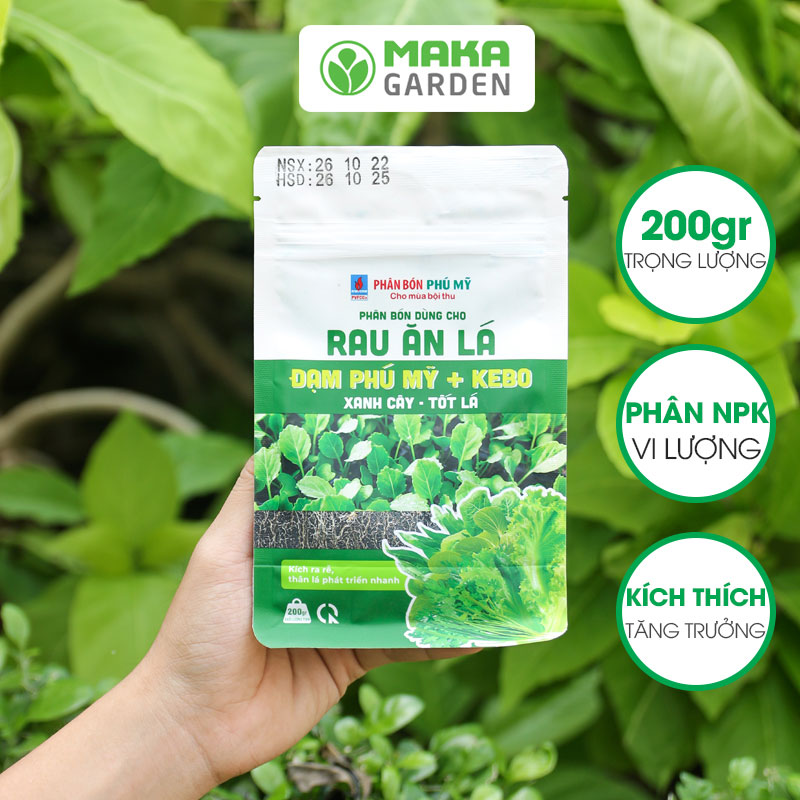 MAKA
GARDEN
NSX:26 10 22
HSD:26 10 25
PHÂN BÓN PHÚ MỸ
Cho mùa bội thu
PHÂN BÓN DÙNG CHO
RAU ĂN LÁ
ĐẠM PHÚ MỸ + KEBO
XANH CÂY - TỐT LÁ
Kích ra rễ,
thân lá phát triển nhanh
200gr
200gr
TRỌNG LƯỢNG
PHÂN NPK
VI LƯỢNG
KÍCH THÍCH
TĂNG TRƯỞNG